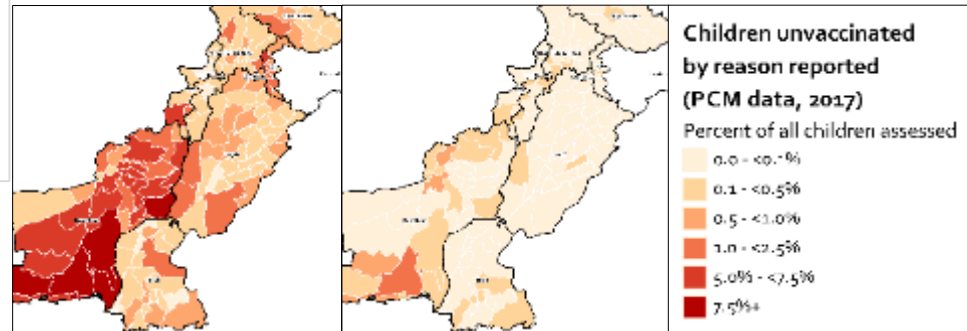 Children unvaccinated
by reason reported
(PCM data, 2017)
Percent of all children assessed
0.0 - <0.1%
0.1 - <0.5%
0.5 - <1.0%
1.0 - <2.5%
5.0% - <7.5%
7.5%+